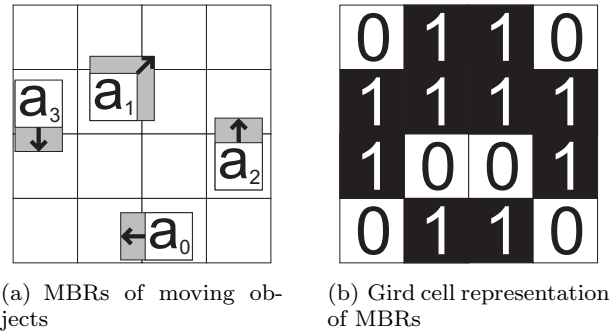 a3
a1
a2
a0
0 1 1 0
1 1 1 1
1 0 0 1
0 1 1 0
(a) MBRs of moving ob-
jects
(b) Gird cell representation
of MBRs